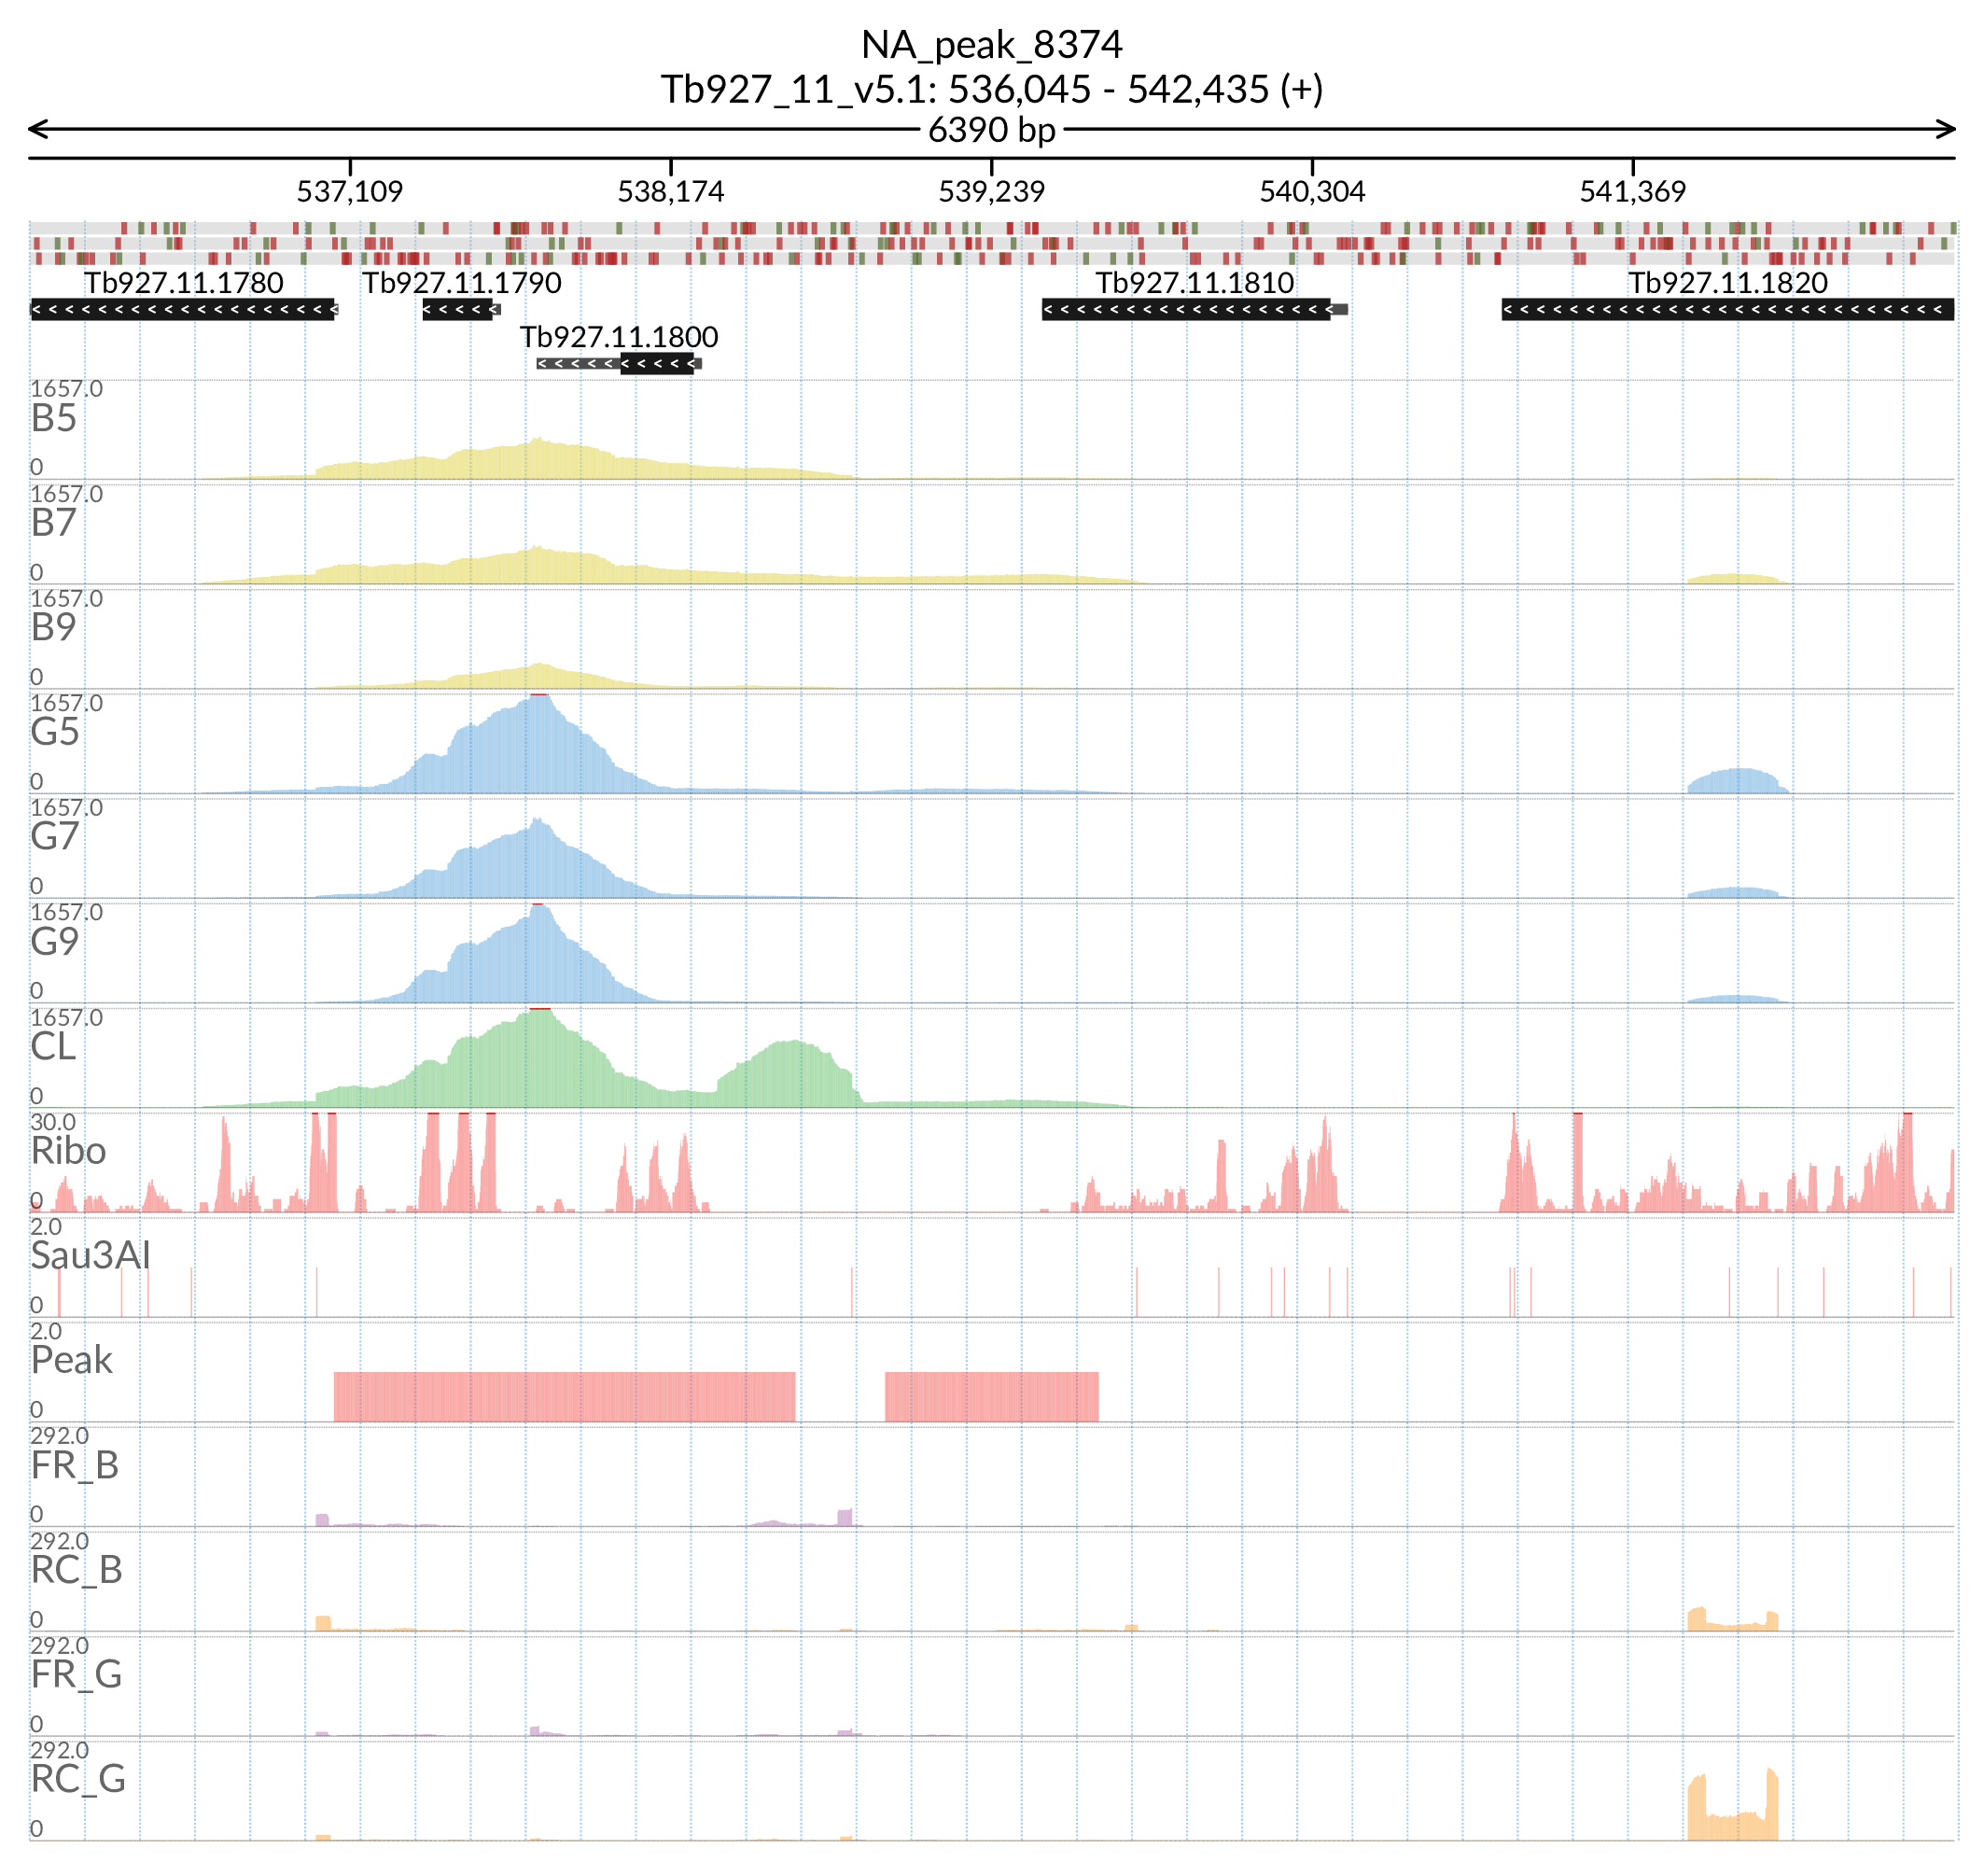 NA_peak_8374
Tb927_11_v5.1: 536,045 - 542,435 (+)
6390 bp
537,109 538,174 539,239 540,304 541,369
Tb927.11.1780 Tb927.11.1790 Tb927.11.1810 Tb927.11.1820
Tb927.11.1800
1657.0
B5
0
1657.0
B7
0
1657.0
B9
0
1657.0
G5
0
1657.0
G7
0
1657.0
G9
0
1657.0
CL
0
30.0
Ribo
0
2.0
Sau3AI
0
2.0
Peak
0
292.0
FR_B
0
292.0
RC_B
0
292.0
FR_G
0
292.0
RC_G
0